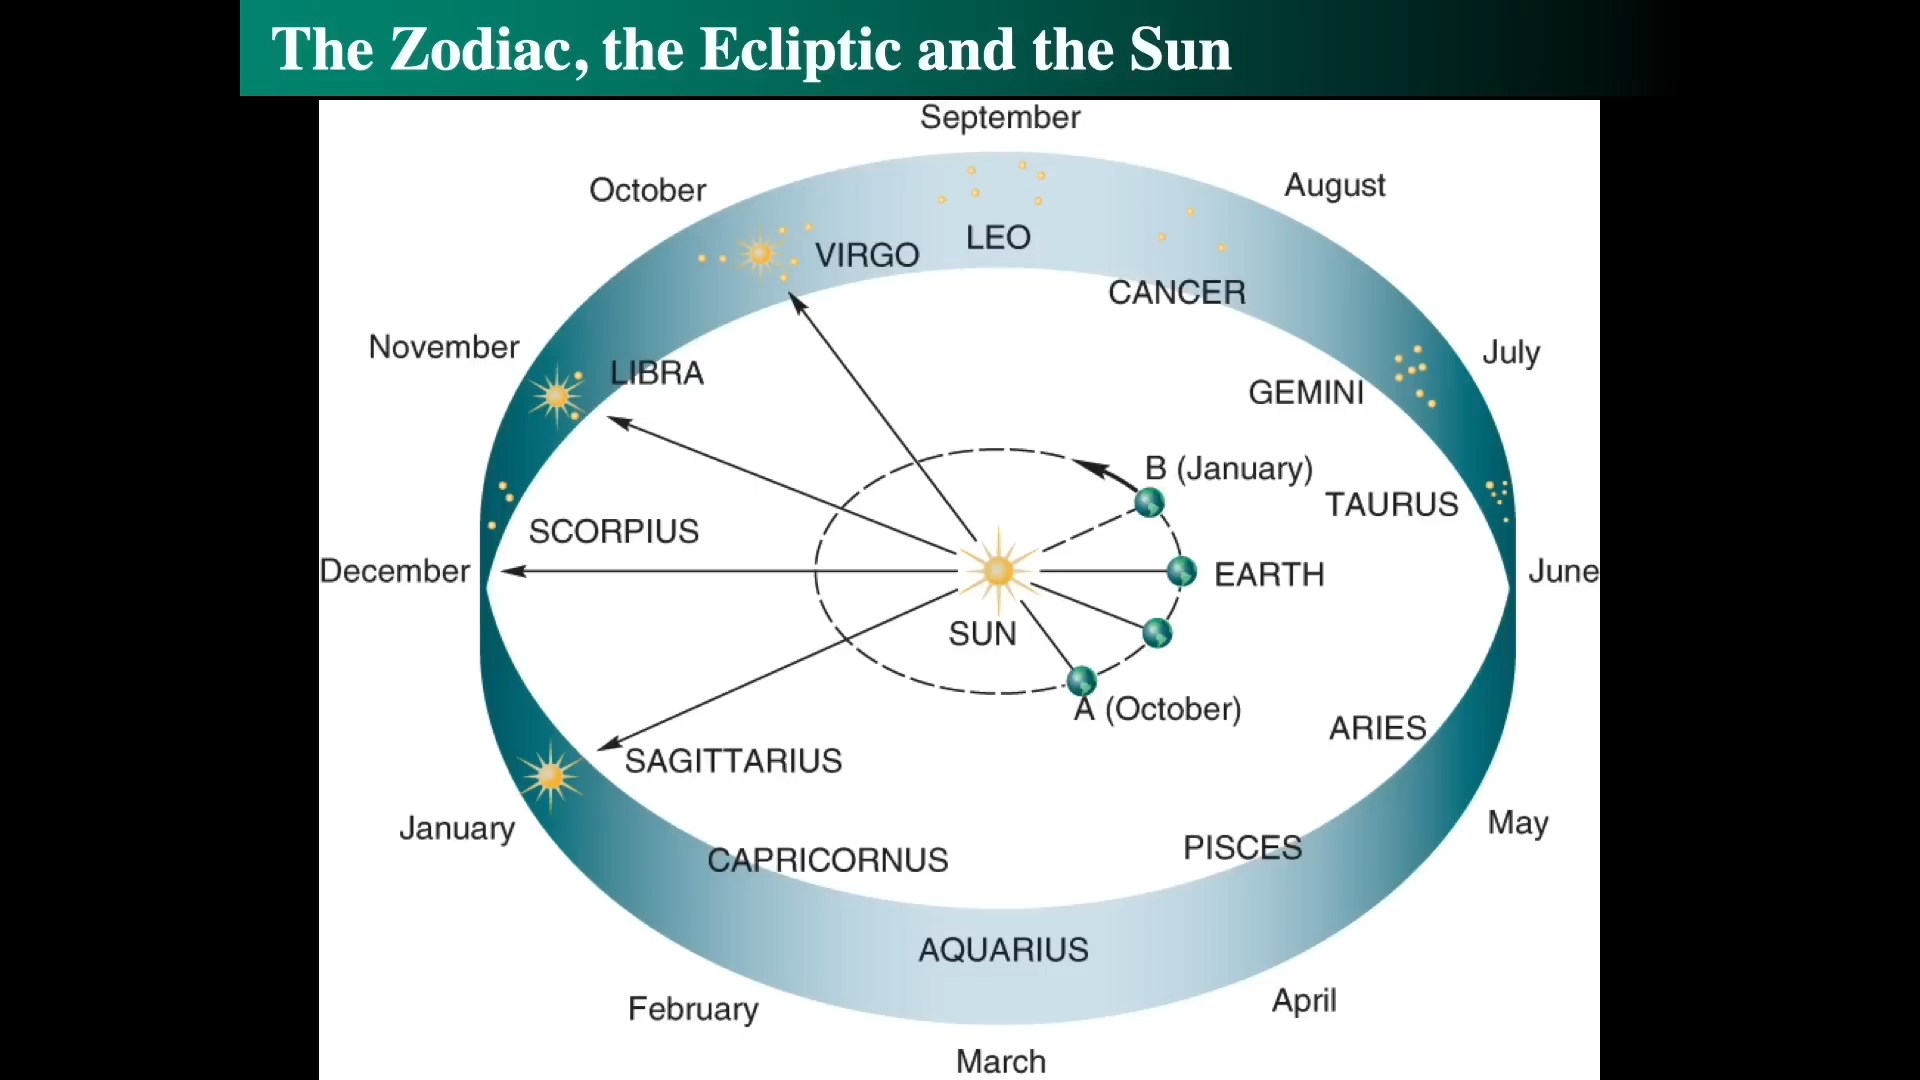 The Zodiac, the Ecliptic and the Sun
September
October
August
LEO
VIRGO
CANCER
November
July
LIBRA
GEMINI
B (January)
TAURUS
SCORPIUS
December
EARTH
June
SUN
A (October)
ARIES
SAGITTARIUS
January
May
CAPRICORNUS
PISCES
AQUARIUS
February
April
March